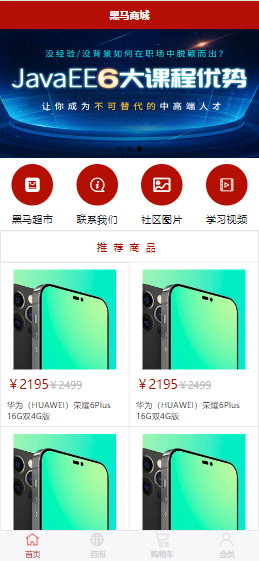 黑马商城
没经验/没背景如何在职场中脱颖而出？
JavaEE6大课程优势
让你成为不可替代的中高端人才
黑马超市 联系我们 社区图片 学习视频
推荐商品
￥2195 ￥2499 ￥2195 ￥2499
华为（HUAWEI）荣耀6Plus 16G双4G版
华为（HUAWEI）荣耀6Plus 16G双4G版
首页 咨询 购物车 会员